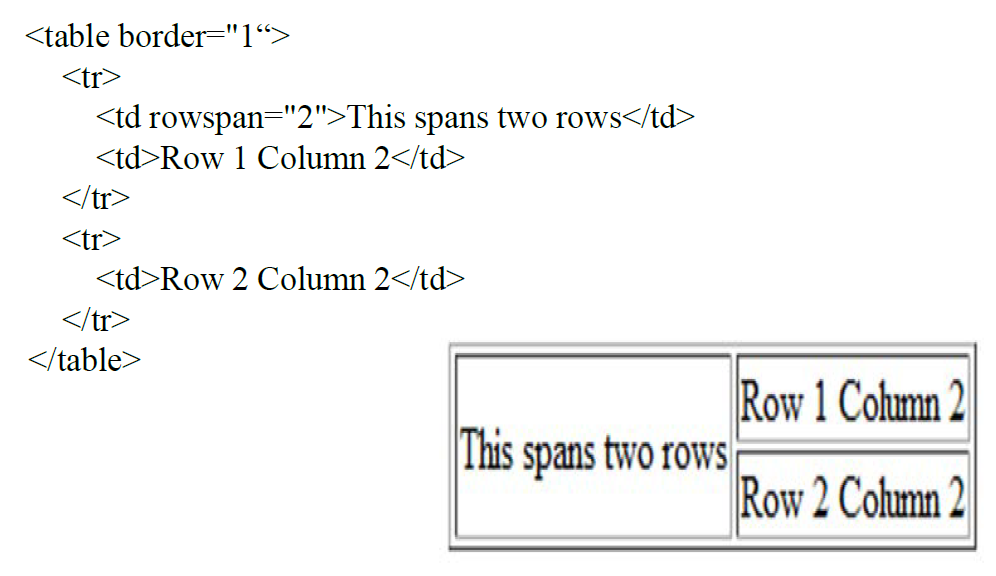 <table border="1“>
<tr>
<td rowspan="2">This spans two rows</td>
<td>Row 1 Column 2</td>
</tr>
<tr>
<td>Row 2 Column 2</td>
</tr>
</table>
This spans two rows
Row 1 Column 2
Row 2 Column 2